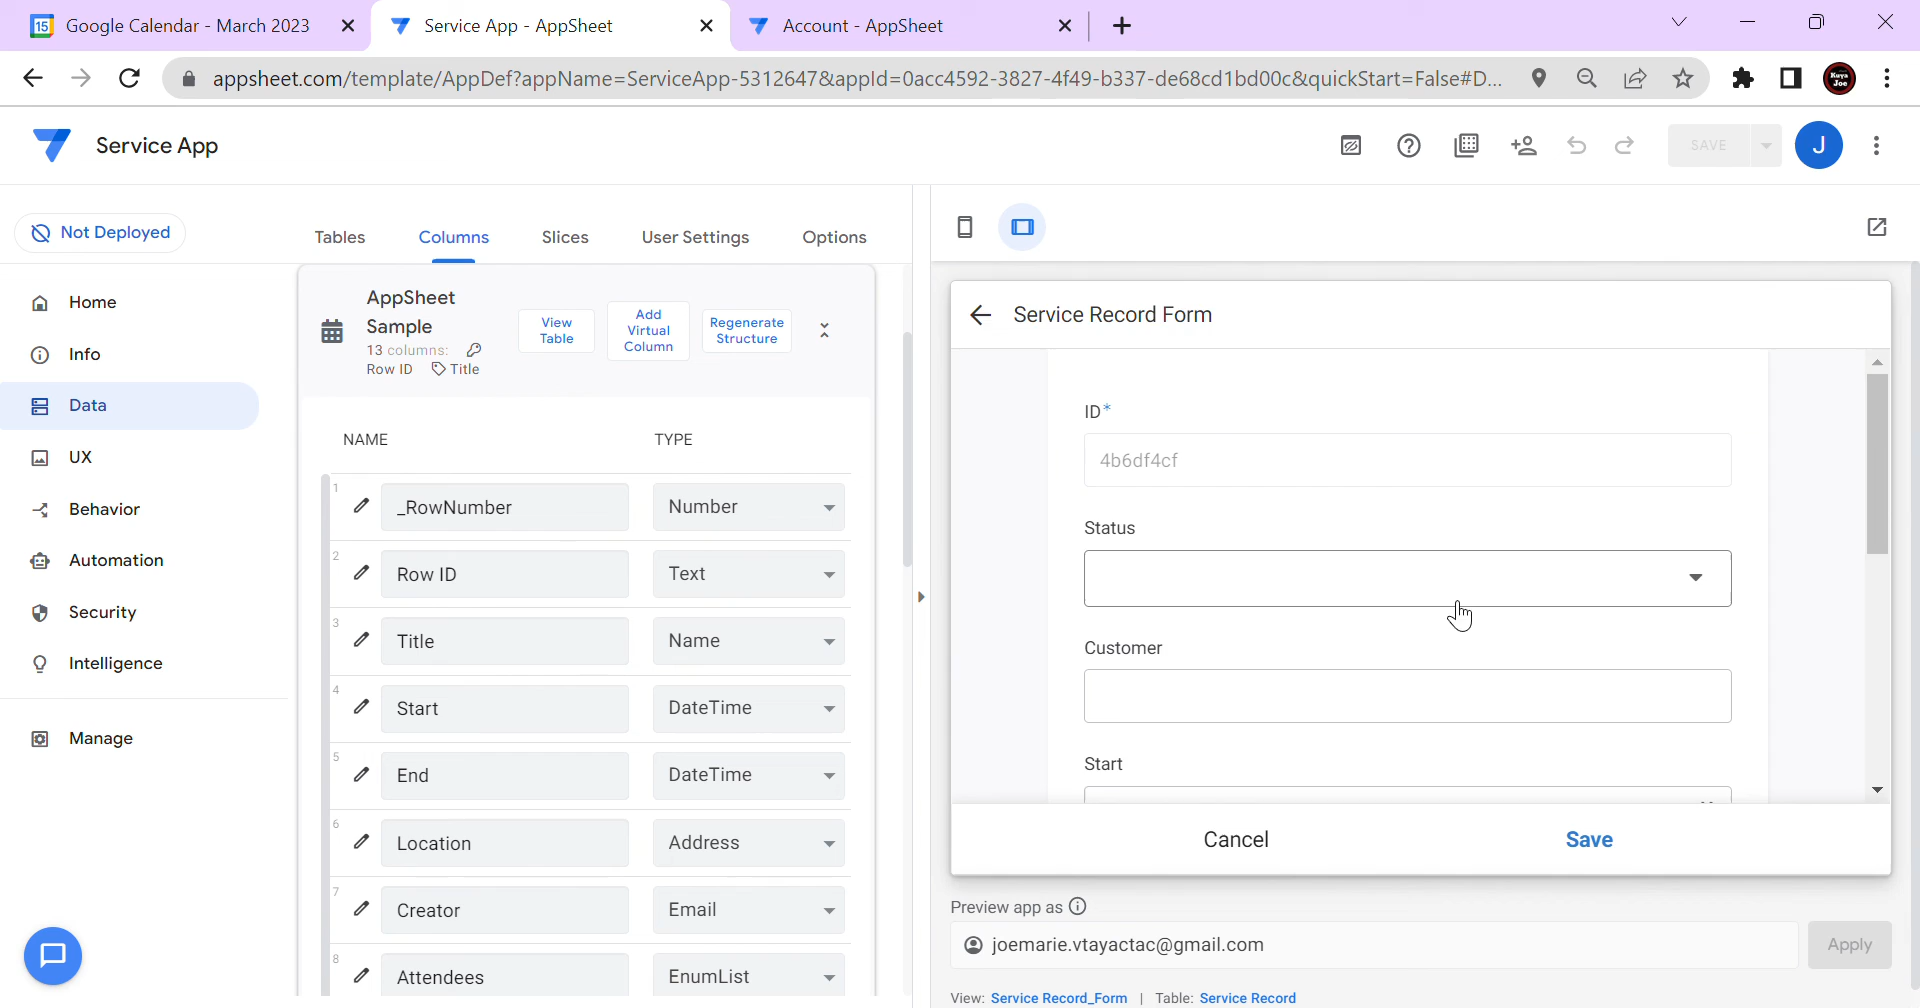 15 Google Calendar - March 2023
Service App - AppSheet
Account - AppSheet
appsheet.com/template/AppDef?appName=ServiceApp-5312647&appId=0acc4592-3827-4f49-b337-de68cd1bd00c&quickStart=False#D...
Kuya
Joe
Service App
SAVE
J
Not Deployed
Tables
Columns
Slices
User Settings
Options
Home
Info
Data
UX
Behavior
Automation
Security
Intelligence
Manage
AppSheet
Sample
13 columns:
Row ID Title
View
Table
Add
Virtual
Column
Regenerate
Structure
NAME TYPE
1 _RowNumber Number
2 Row ID Text
3 Title Name
4 Start DateTime
5 End DateTime
6 Location Address
7 Creator Email
8 Attendees EnumList
Service Record Form
ID*
4b6df4cf
Status
Customer
Start
Cancel Save
Preview app as
joemarie.vtayactac@gmail.com
Apply
View: Service Record_Form | Table: Service Record